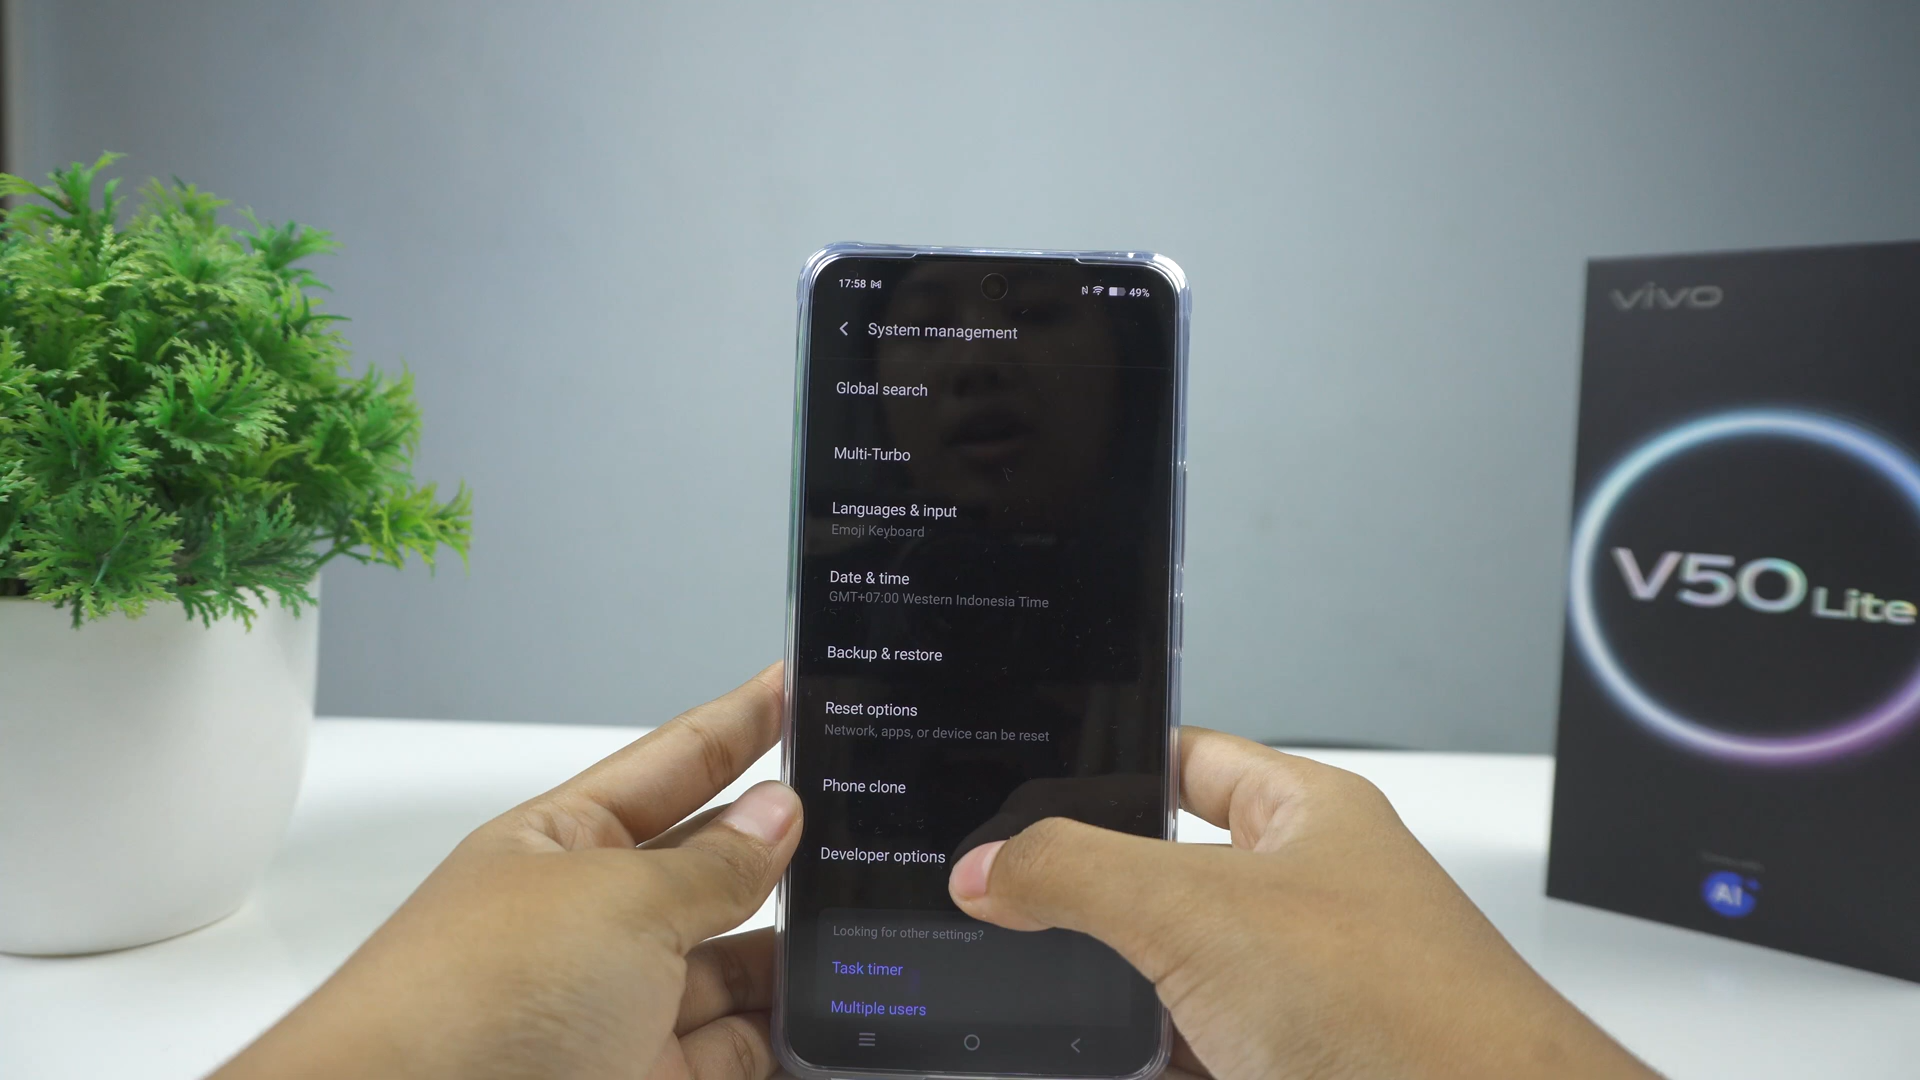 17:58
49%
System management
Global search
Multi-Turbo
Languages & input
Emoji Keyboard
Date & time
GMT+07:00 Western Indonesia Time
Backup & restore
Reset options
Network, apps, or device can be reset
Phone clone
Developer options
Looking for other settings?
Task timer
Multiple users
vivo
V50 Lite
AI